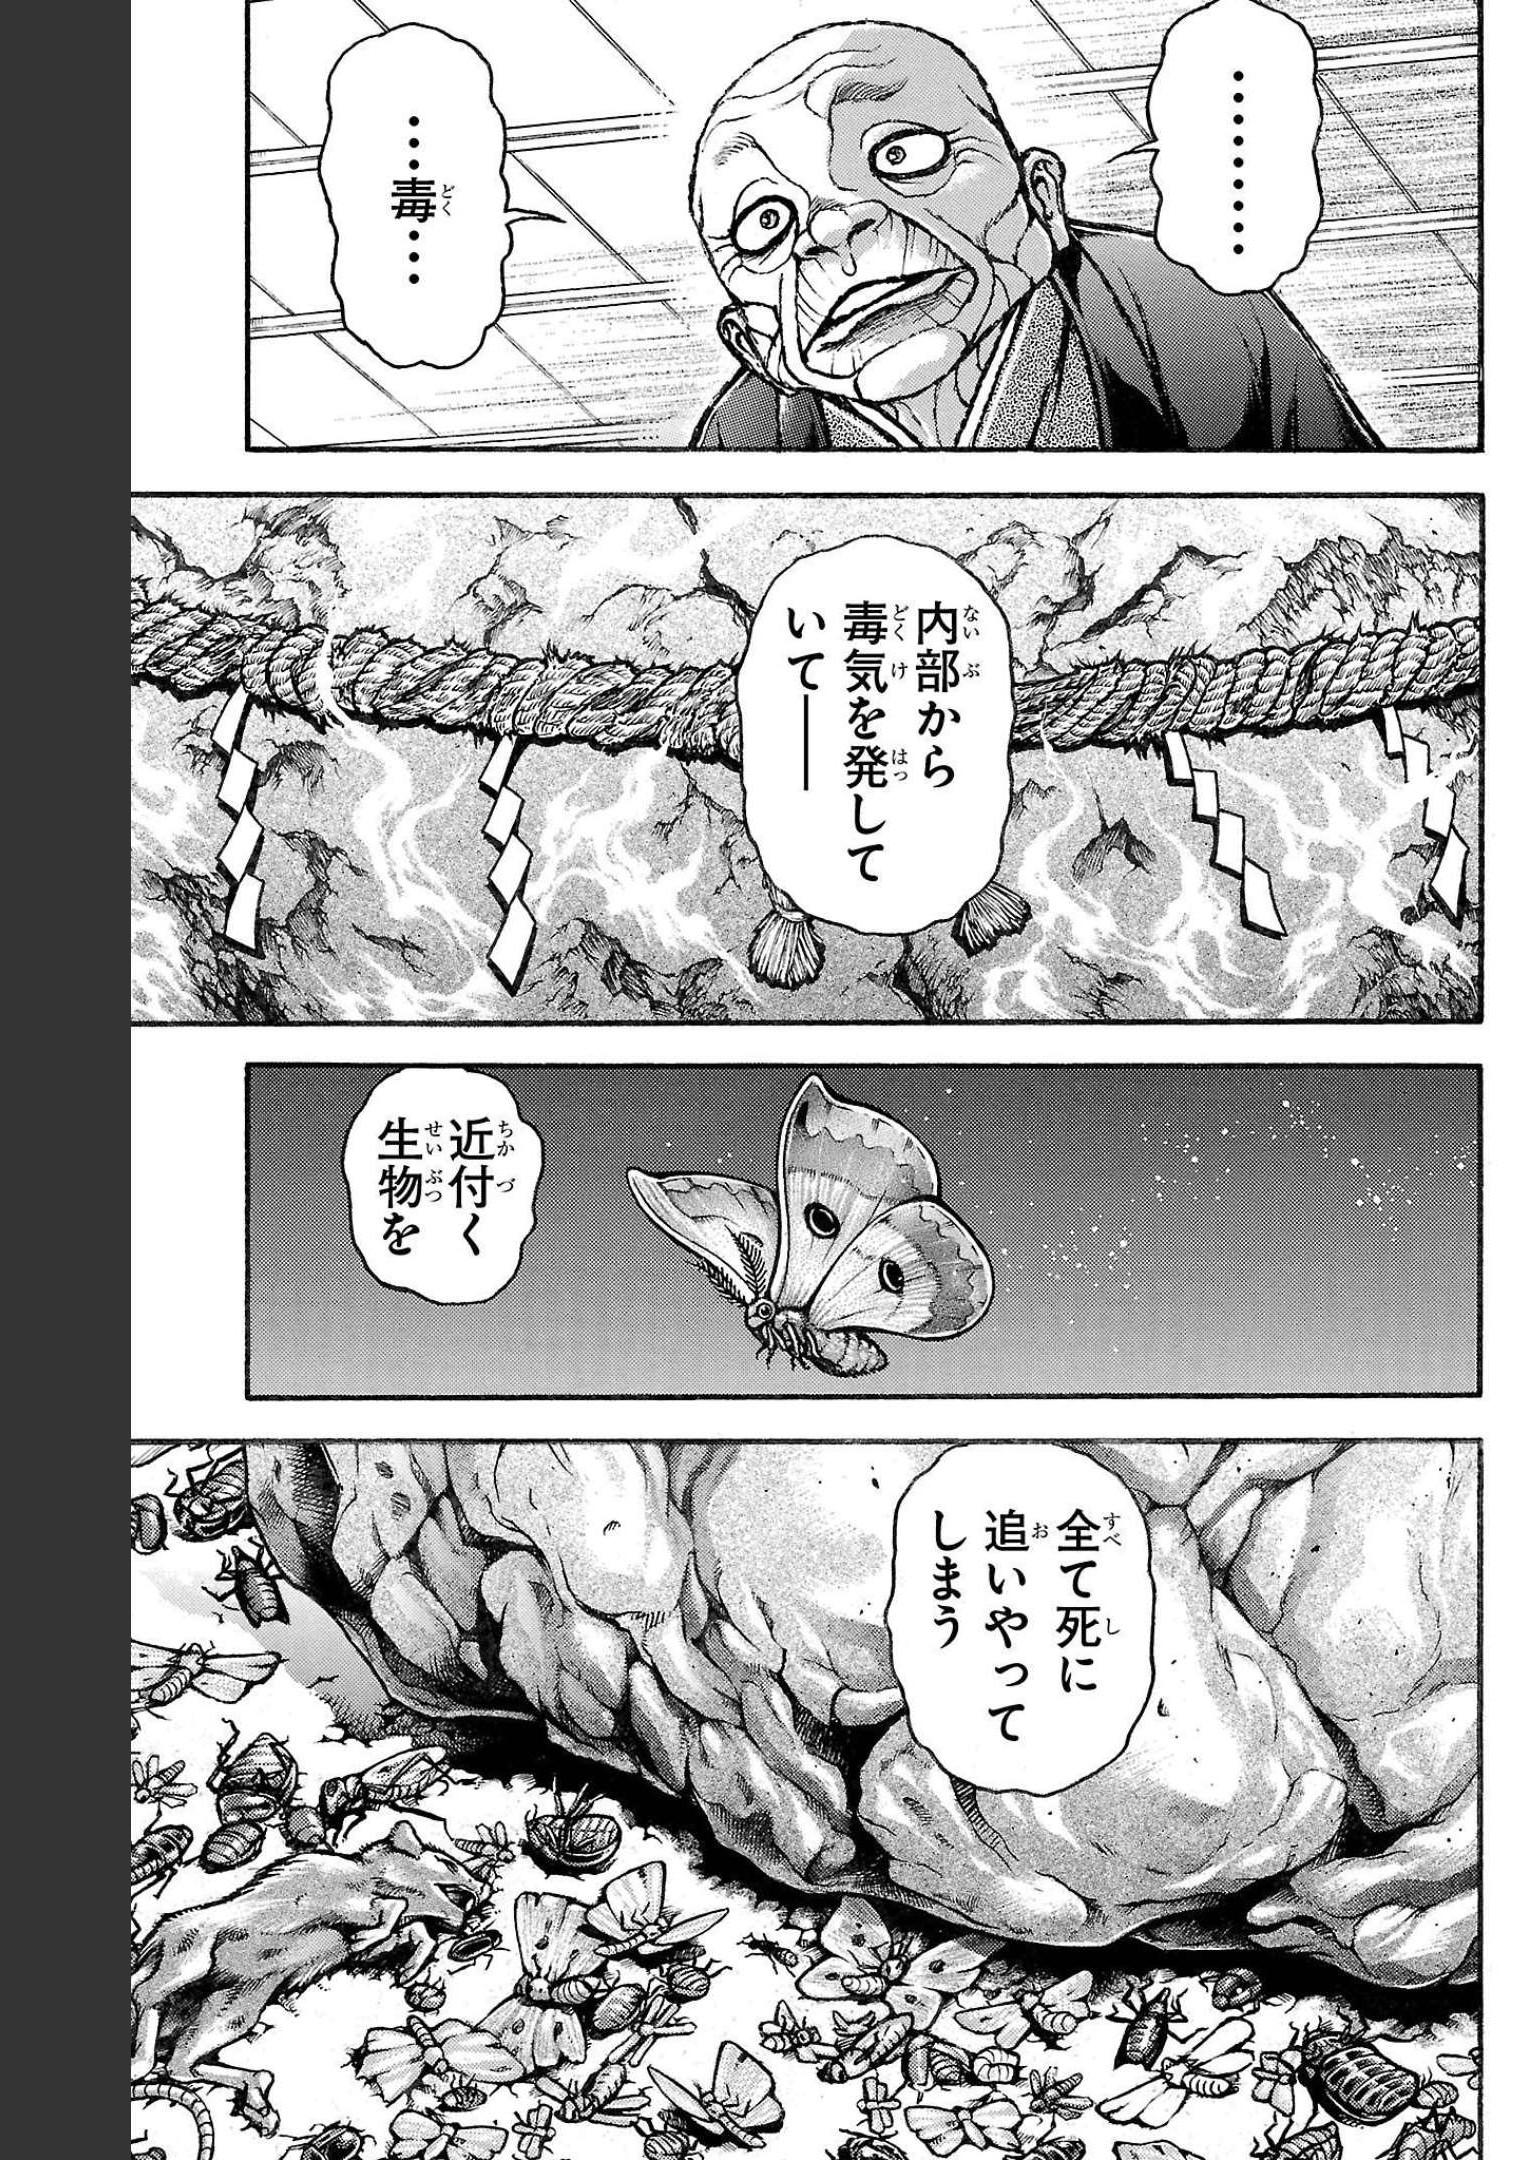 …………
……毒……
内部から
毒気を発して
いて――
近付く
生物を
全て死に
追いやって
しまう